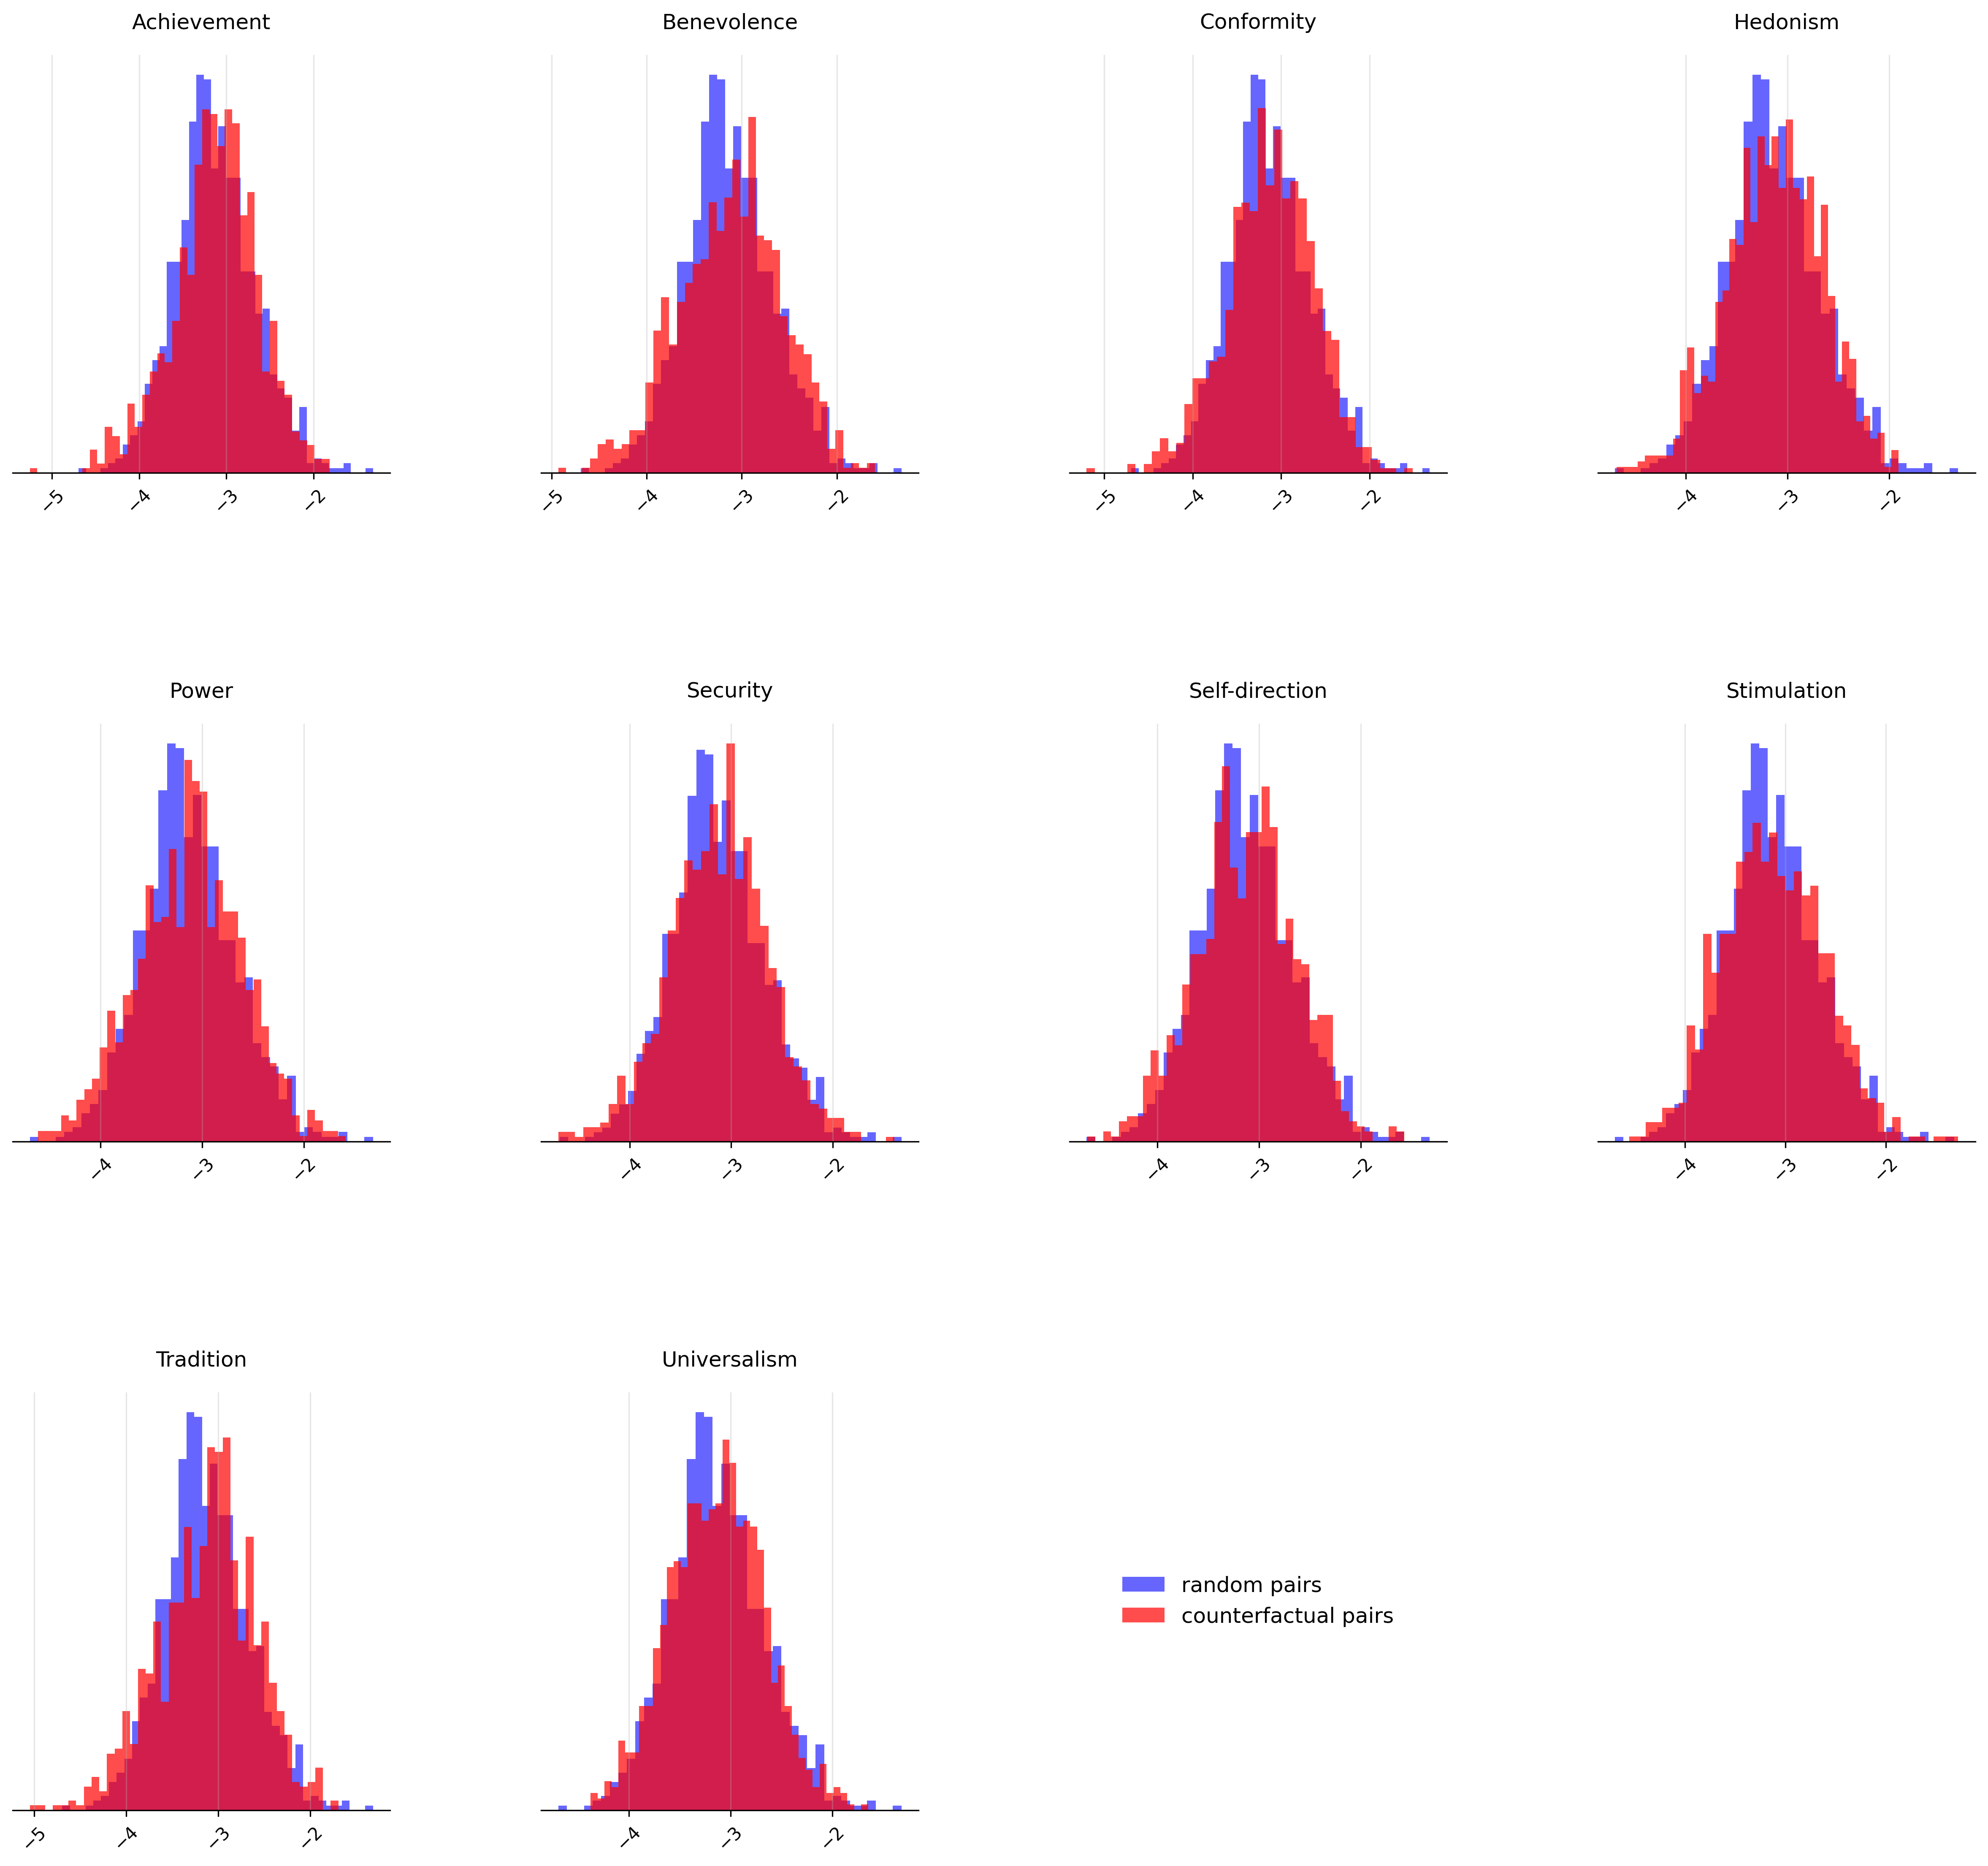 Achievement Benevolence Conformity Hedonism
−5 −4 −3 −2 −5 −4 −3 −2 −5 −4 −3 −2 −4 −3 −2
Power Security Self-direction Stimulation
−4 −3 −2 −4 −3 −2 −4 −3 −2 −4 −3 −2
Tradition Universalism
random pairs
counterfactual pairs
−5 −4 −3 −2 −4 −3 −2